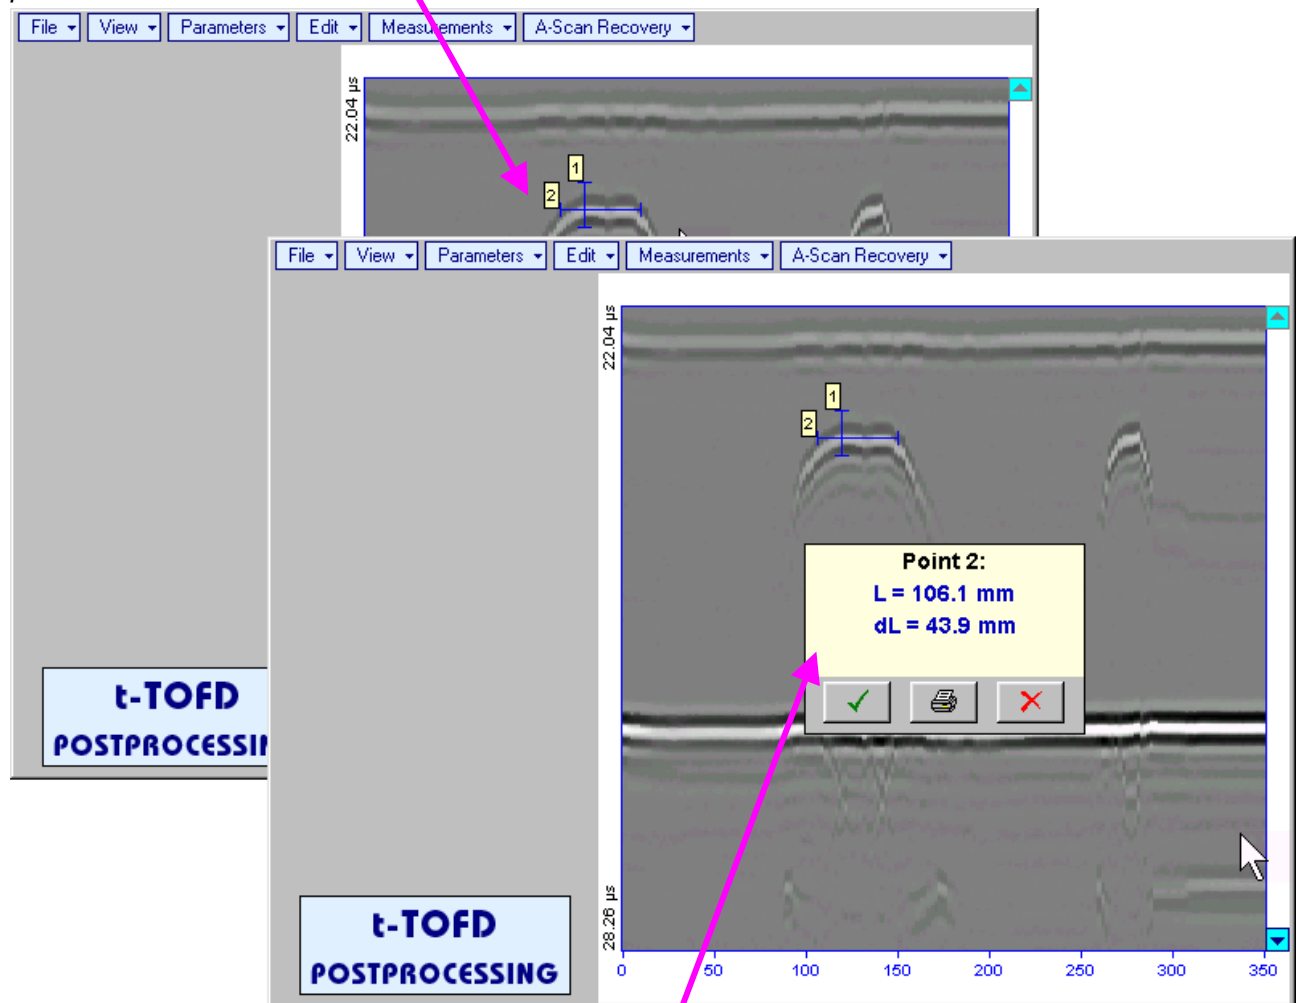 File View Parameters Edit Measurements A-Scan Recovery
22.04 µs
1
2
t-TOFD
POSTPROCESSIN
File View Parameters Edit Measurements A-Scan Recovery
22.04 µs
1
2
Point 2:
L = 106.1 mm
dL = 43.9 mm
28.26 µs
0 50 100 150 200 250 300 350
t-TOFD
POSTPROCESSING